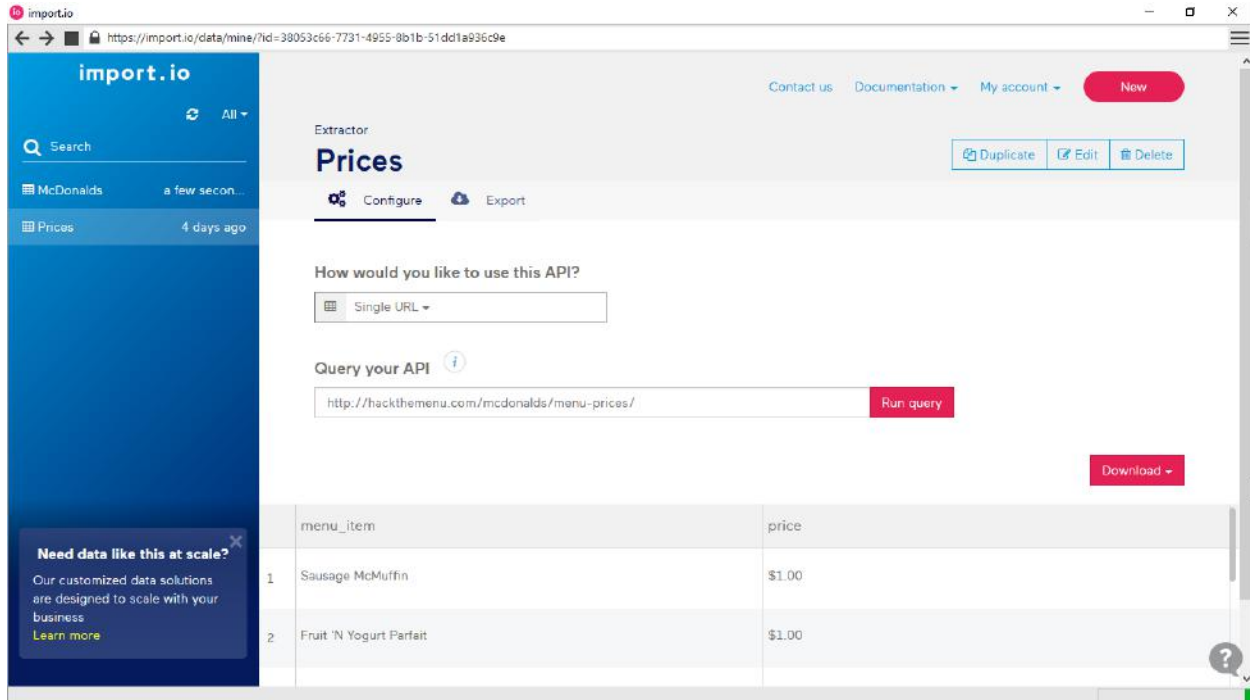 import.io
https://import.io/data/mine/?id=38053c66-7731-4955-8b1b-51dd1a936c9e
import.io
All
Search
McDonalds a few secon...
Prices 4 days ago
Need data like this at scale?
Our customized data solutions
are designed to scale with your
business
Learn more
Contact us Documentation My account New
Extractor
Prices
Duplicate Edit Delete
Configure Export
How would you like to use this API?
Single URL
Query your API i
http://hackthemenu.com/mcdonalds/menu-prices/ Run query
Download
menu_item price
1 Sausage McMuffin $1.00
2 Fruit 'N Yogurt Parfait $1.00
?